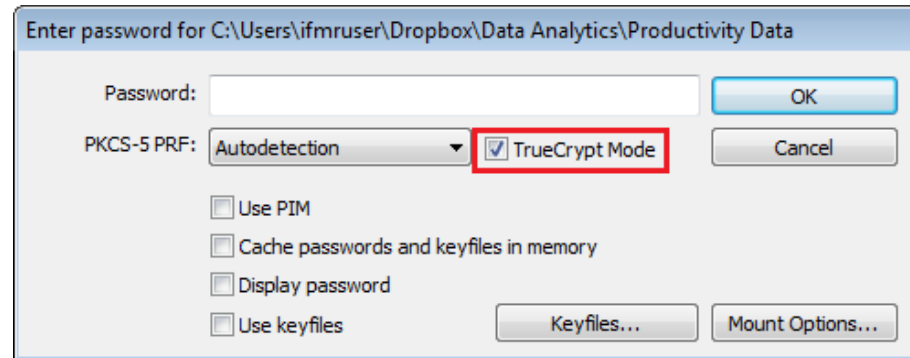 Enter password for C:\Users\ifmruser\Dropbox\Data Analytics\Productivity Data
Password: OK
PKCS-5 PRF: Autodetection TrueCrypt Mode Cancel
Use PIM
Cache passwords and keyfiles in memory
Display password
Use keyfiles Keyfiles... Mount Options...